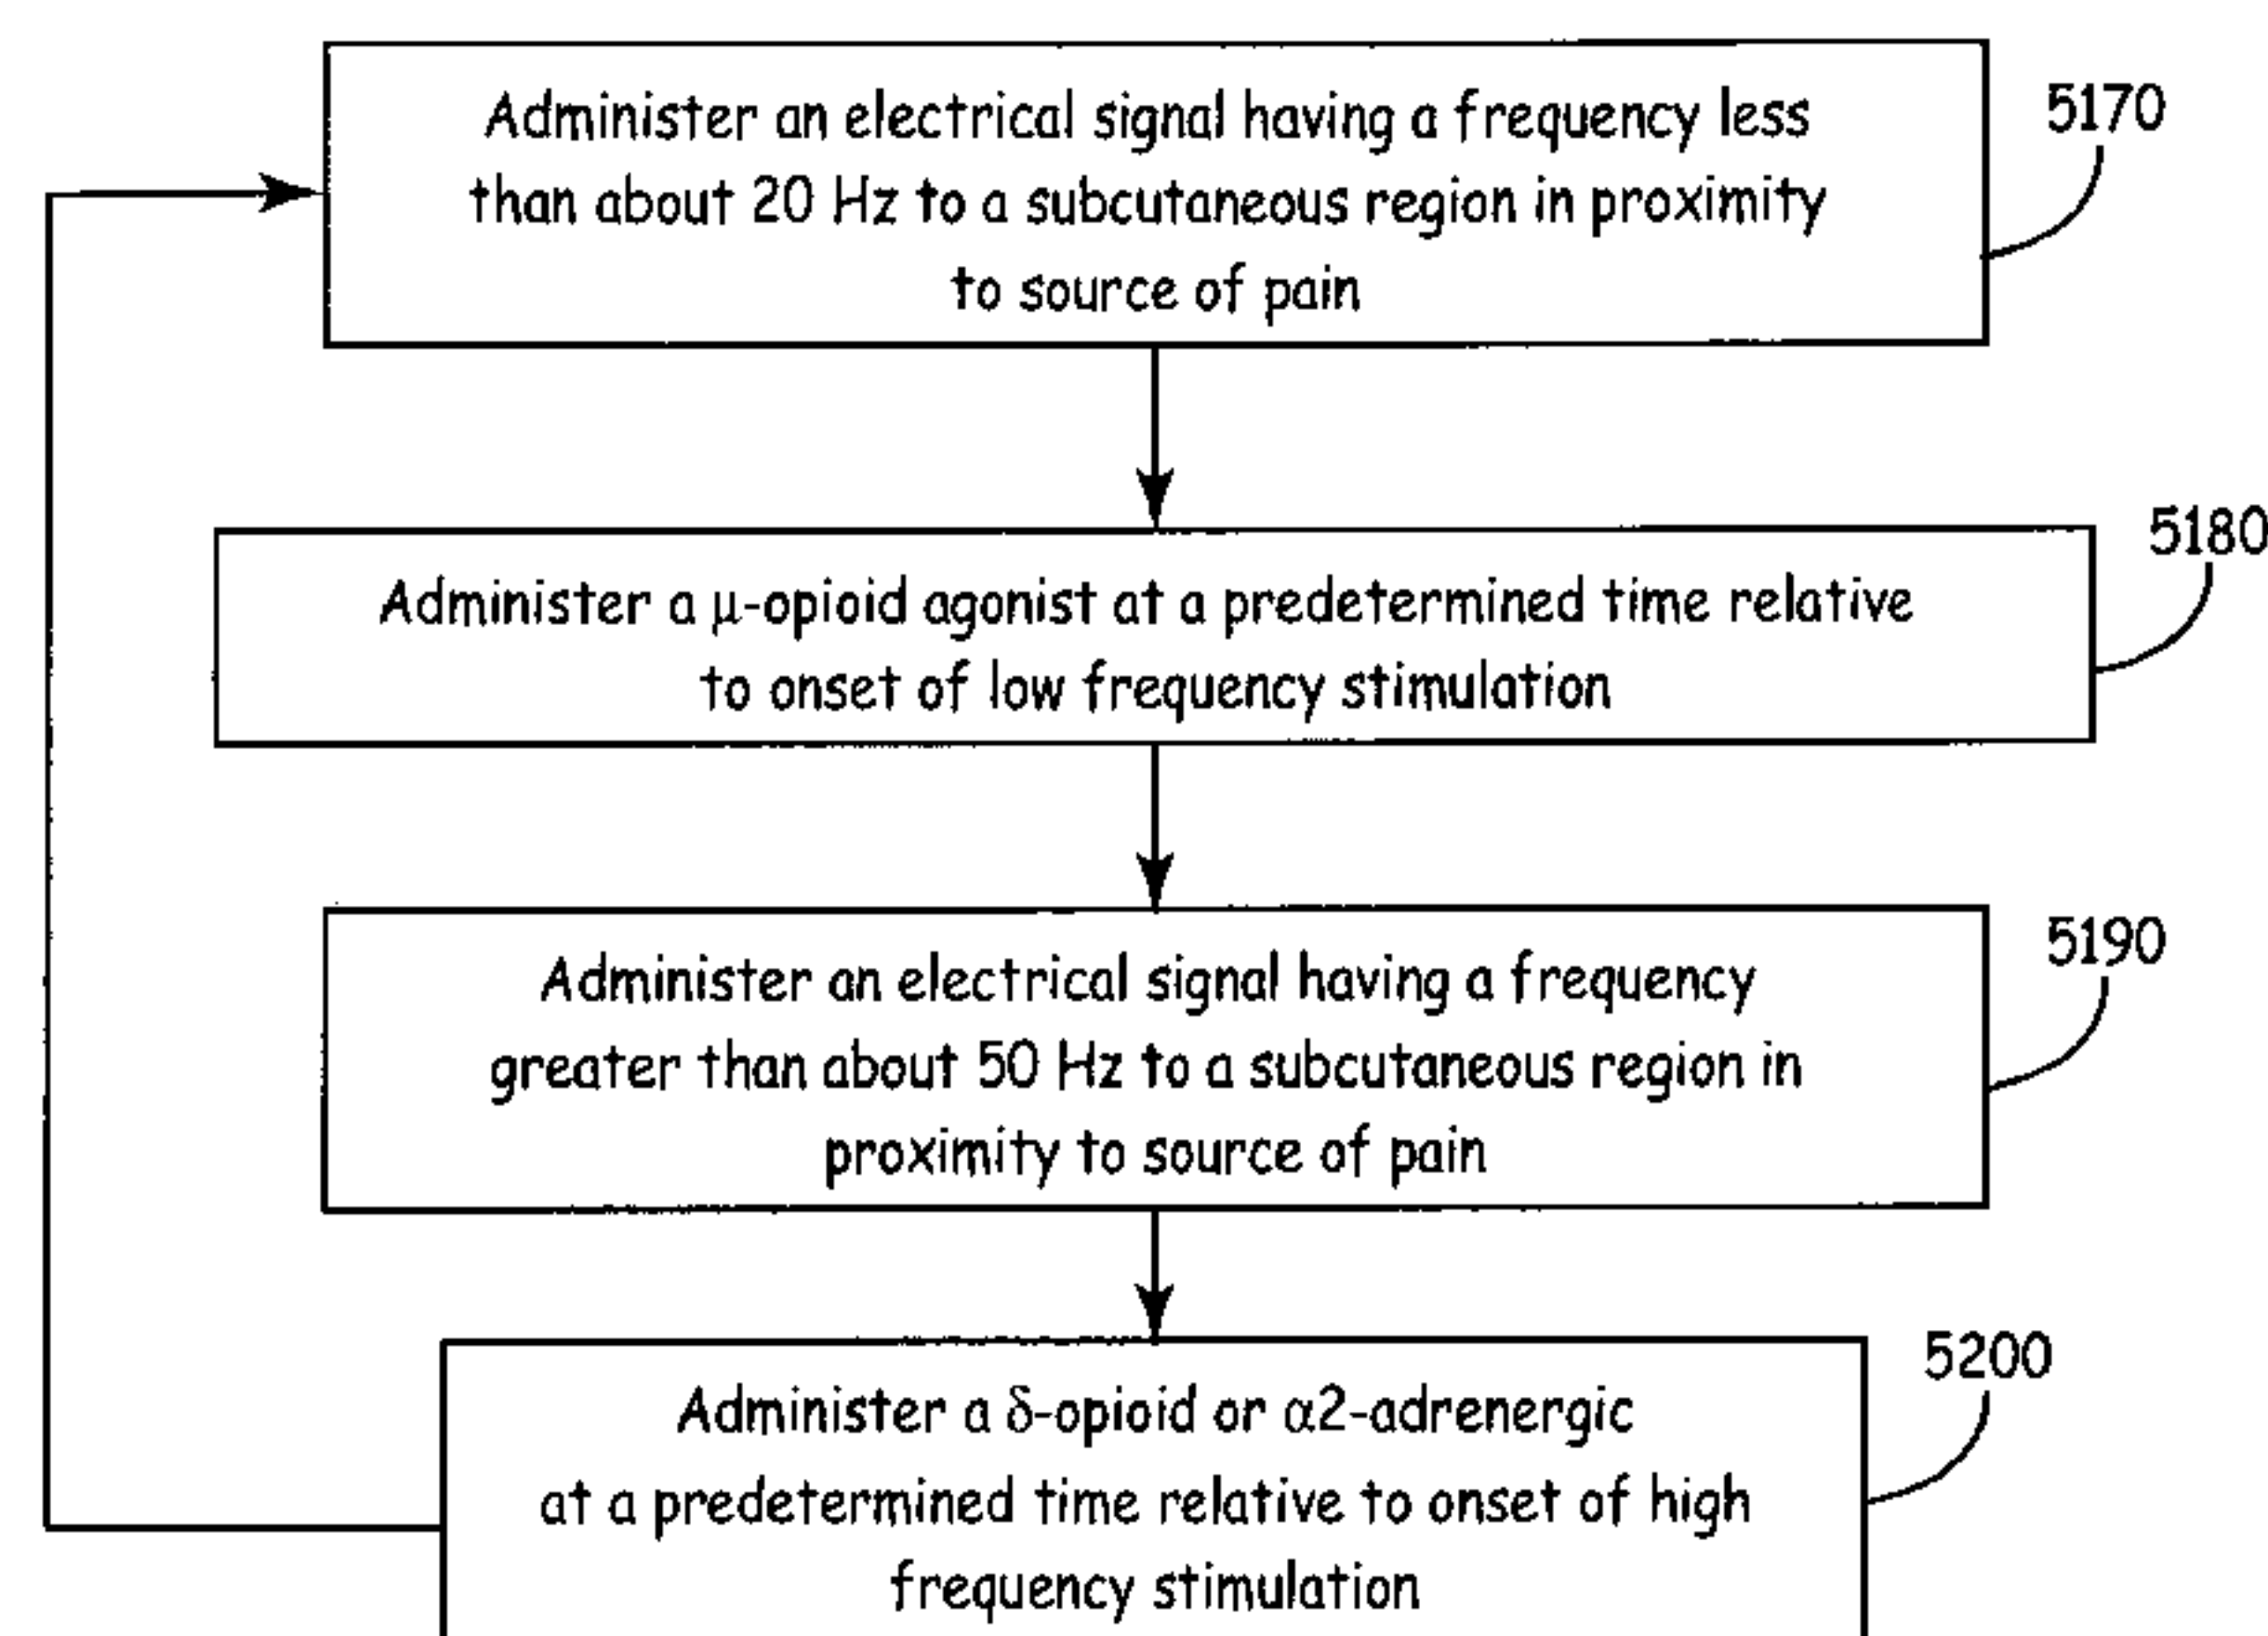 Administer an electrical signal having a frequency less
than about 20 Hz to a subcutaneous region in proximity
to source of pain
5170
Administer a μ-opioid agonist at a predetermined time relative
to onset of low frequency stimulation
5180
Administer an electrical signal having a frequency
greater than about 50 Hz to a subcutaneous region in
proximity to source of pain
5190
Administer a δ-opioid or α2-adrenergic
at a predetermined time relative to onset of high
frequency stimulation
5200